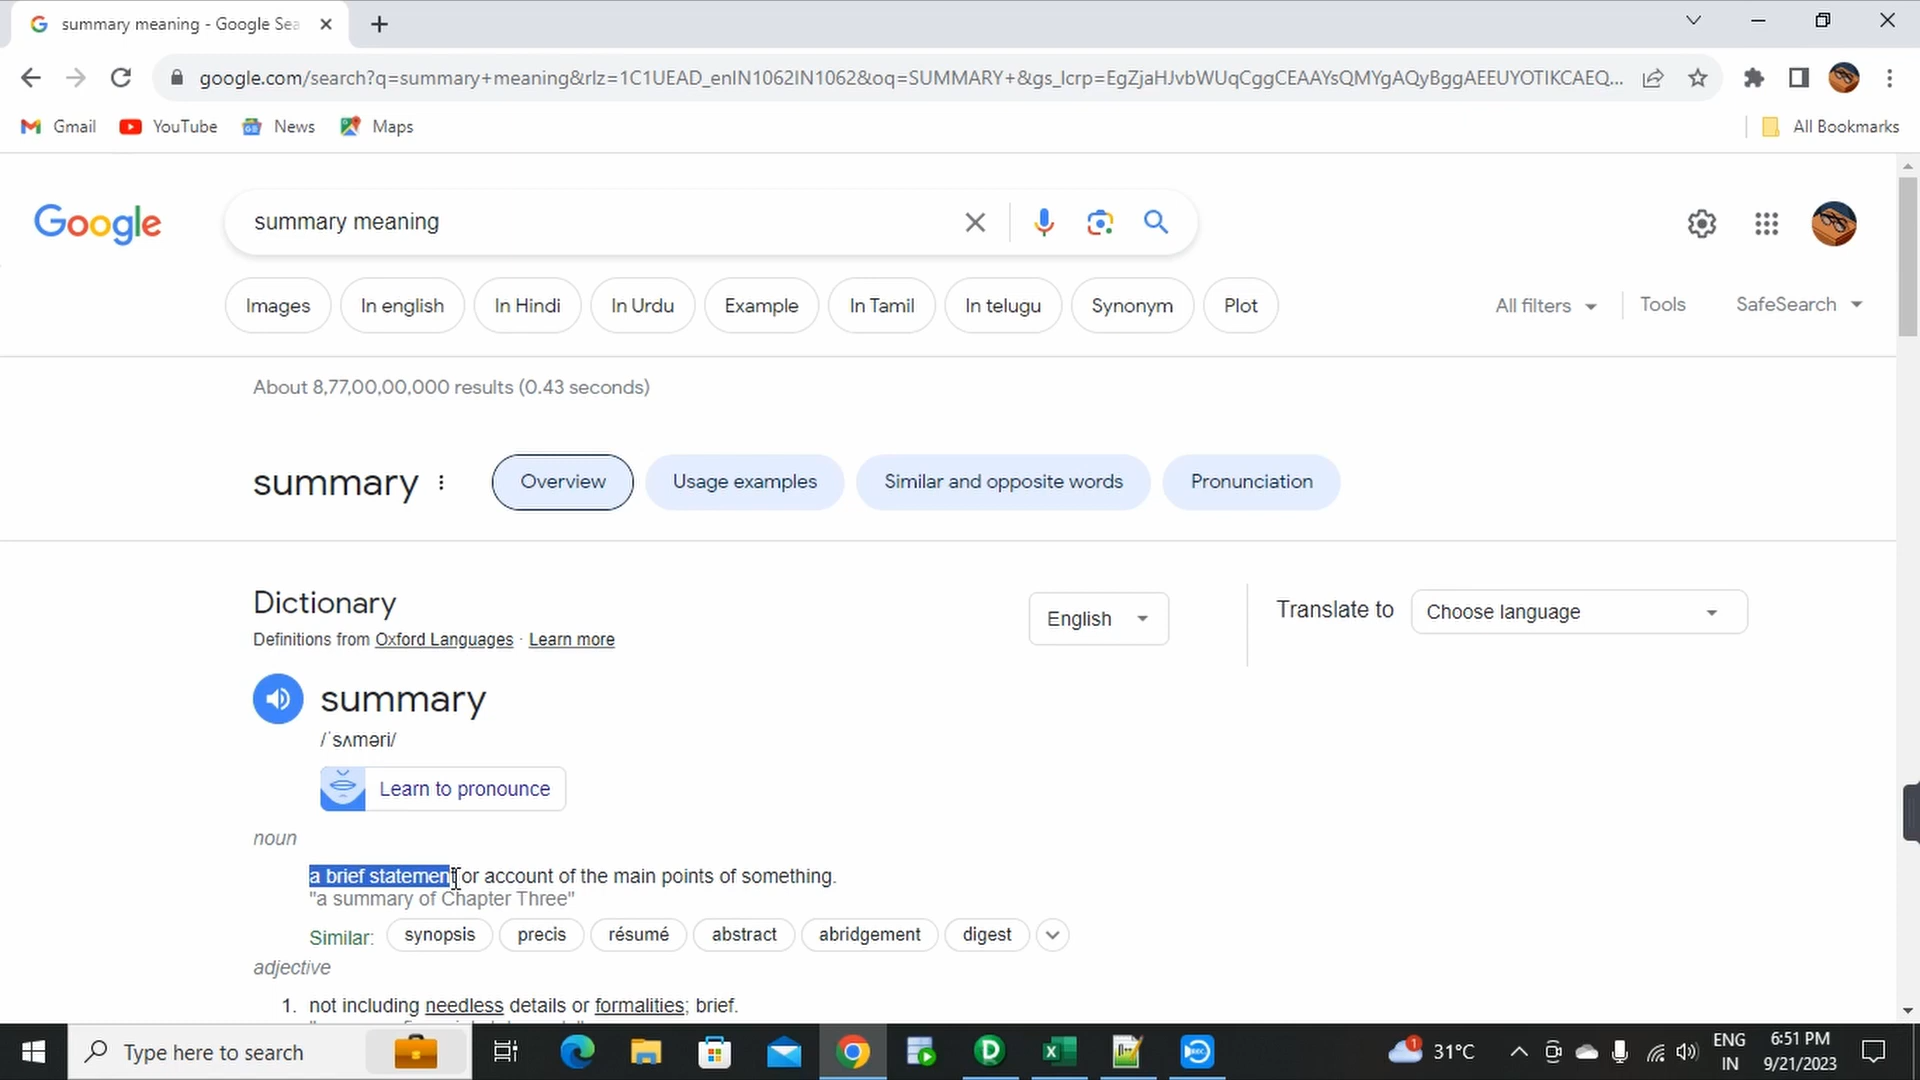 summary meaning - Google Sea
google.com/search?q=summary+meaning&rlz=1C1UEAD_enIN1062IN1062&oq=SUMMARY+&gs_lcrp=EgZjaHJvbWUqCggCEAAYsQMYgAQyBggAEEUYOTIKCAEQ...
Gmail YouTube News Maps All Bookmarks
Google summary meaning
Images In english In Hindi In Urdu Example In Tamil In telugu Synonym Plot All filters Tools SafeSearch
About 8,77,00,00,000 results (0.43 seconds)
summary Overview Usage examples Similar and opposite words Pronunciation
Dictionary
Definitions from Oxford Languages · Learn more
English Translate to Choose language
summary
/ˈsʌməri/
Learn to pronounce
noun
a brief statement or account of the main points of something.
"a summary of Chapter Three"
Similar: synopsis precis résumé abstract abridgement digest
adjective
1. not including needless details or formalities; brief.
Type here to search 1 31°C ENG 6:51 PM
IN 9/21/2023